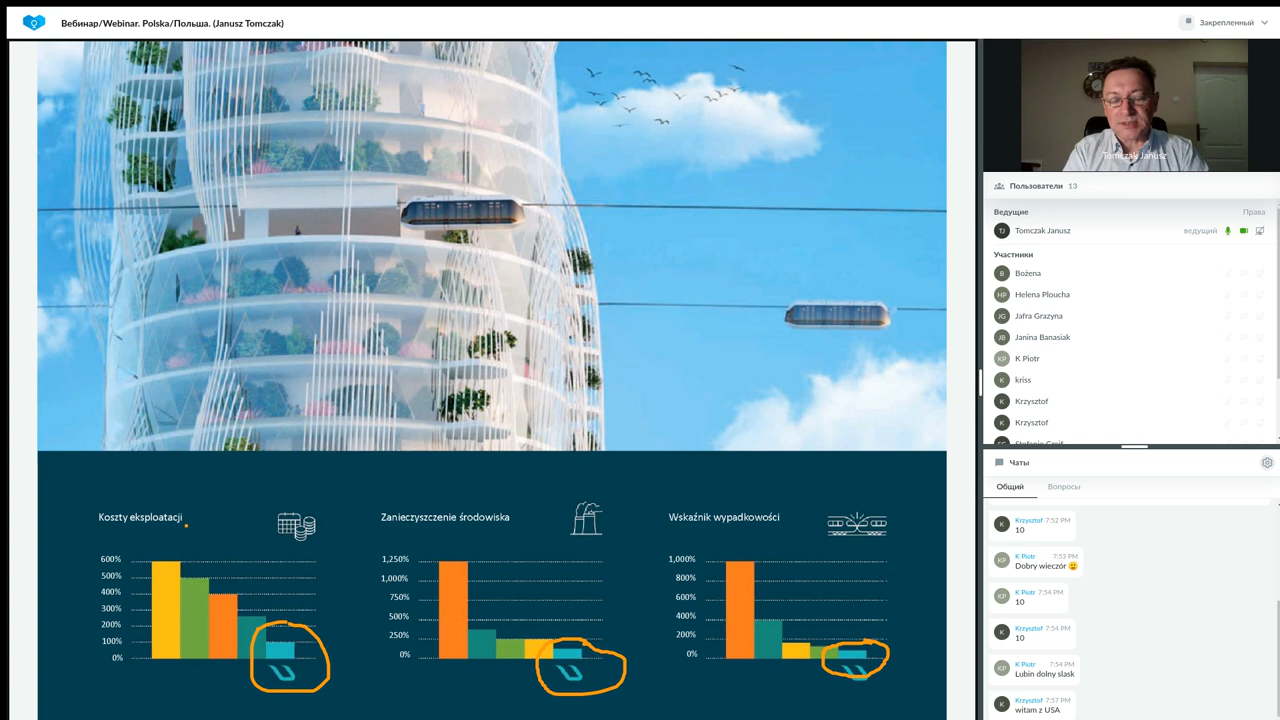 Вебинар/Webinar. Polska/Польша. (Janusz Tomczak)
Закрепленный
Tomczak Janusz
Пользователи 13
Ведущие Права
TJ Tomczak Janusz ведущий
Участники
B Bożena
HP Helena Ploucha
JG Jafra Grazyna
JB Janina Banasiak
KP K Piotr
K kriss
K Krzysztof
K Krzysztof
Чаты
Общий Вопросы
K Krzysztof 7:52 PM
10
KP K Piotr 7:53 PM
Dobry wieczór
KP K Piotr 7:54 PM
10
K Krzysztof 7:54 PM
10
KP K Piotr 7:54 PM
Lubin dolny slask
K Krzysztof 7:57 PM
witam z USA
Koszty eksploatacji
600%
500%
400%
300%
200%
100%
0%
Zanieczyszczenie środowiska
1,250%
1,000%
750%
500%
250%
0%
Wskaźnik wypadkowości
1,000%
800%
600%
400%
200%
0%